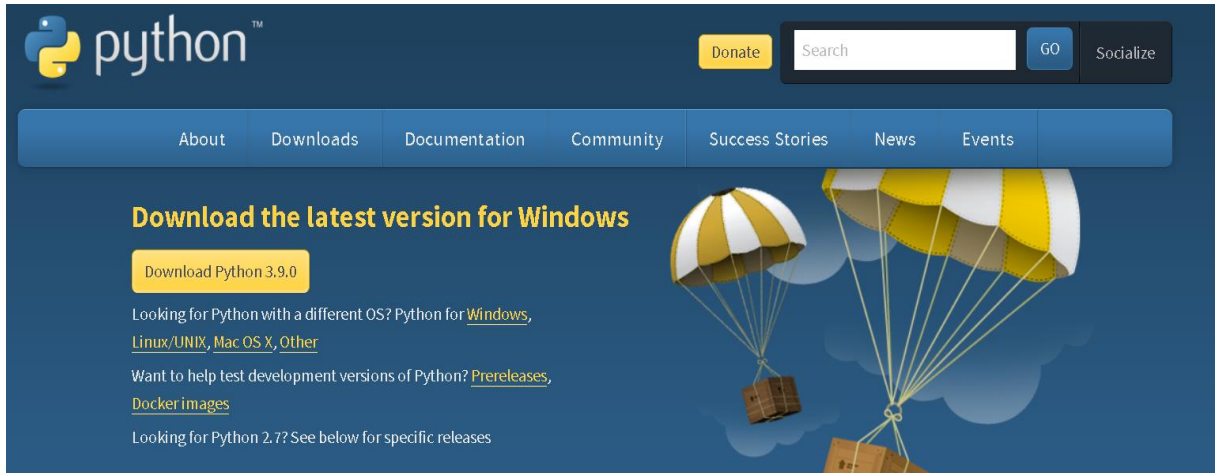 python™
Donate
Search
GO
Socialize
About Downloads Documentation Community Success Stories News Events
Download the latest version for Windows
Download Python 3.9.0
Looking for Python with a different OS? Python for Windows,
Linux/UNIX, Mac OS X, Other
Want to help test development versions of Python? Prereleases,
Docker images
Looking for Python 2.7? See below for specific releases